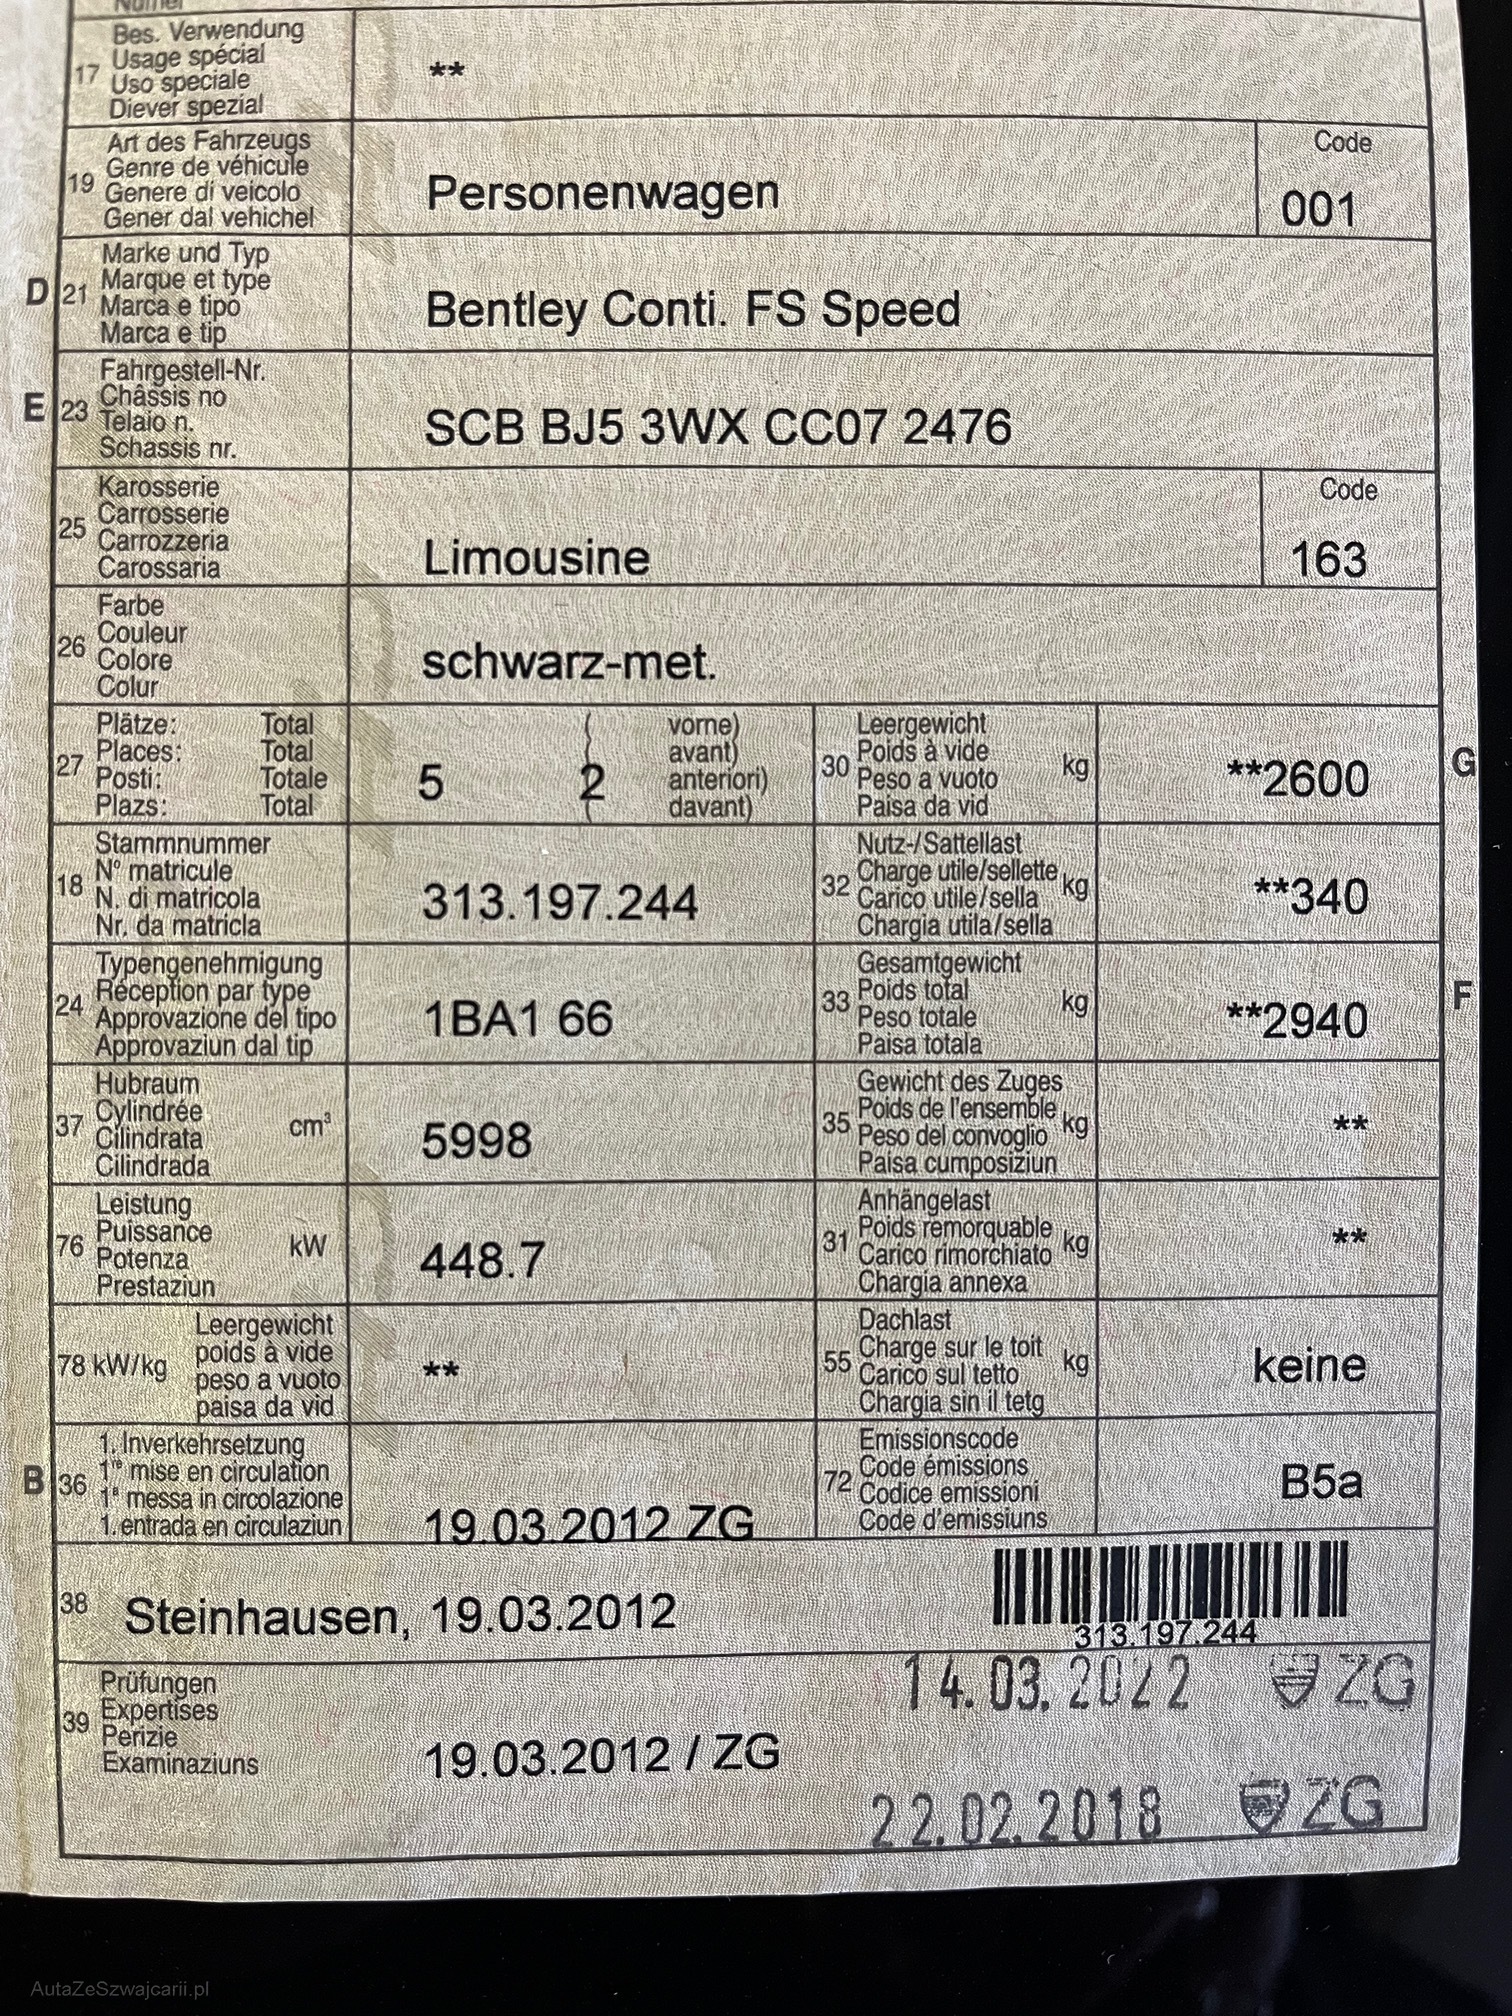 Bes. Verwendung
17 Usage spécial
Uso speciale
Diever spezial
**
Art des Fahrzeugs
19 Genre de véhicule
Genere di veicolo
Gener dal vehichel
Personenwagen
Code
001
Marke und Typ
D 21 Marque et type
Marca e tipo
Marca e tip
Bentley Conti. FS Speed
Fahrgestell-Nr.
E 23 Châssis no
Telaio n.
Schassis nr.
SCB BJ5 3WX CC07 2476
Karosserie
25 Carrosserie
Carrozzeria
Carossaria
Limousine
Code
163
Farbe
26 Couleur
Colore
Colur
schwarz-met.
Plätze: Total
27 Places: Total
Posti: Totale
Plazs: Total
5 ( 2 vorne)
avant)
anteriori)
davant)
Leergewicht
30 Poids à vide kg
Peso a vuoto
Paisa da vid
**2600 G
Stammnummer
18 N° matricule
N. di matricola
Nr. da matricla
313.197.244
Nutz-/Sattellast
32 Charge utile/sellette kg
Carico utile/sella
Chargia utila/sella
**340
Typengenehmigung
24 Réception par type
Approvazione del tipo
Approvaziun dal tip
1BA1 66
Gesamtgewicht
33 Poids total kg
Peso totale
Paisa totala
**2940 F
Hubraum
37 Cylindrée cm³
Cilindrata
Cilindrada
5998
Gewicht des Zuges
35 Poids de l'ensemble kg
Peso del convoglio
Paisa cumposiziun
**
Leistung
76 Puissance kW
Potenza
Prestaziun
448.7
Anhängelast
31 Poids remorquable kg
Carico rimorchiato
Chargia annexa
**
Leergewicht
78 kW/kg poids à vide
peso a vuoto
paisa da vid
**
Dachlast
55 Charge sur le toit kg
Carico sul tetto
Chargia sin il tetg
keine
1. Inverkehrsetzung
B 36 1re mise en circulation
1a messa in circolazione
1. entrada en circulaziun
19.03.2012 ZG
Emissionscode
72 Code émissions
Codice emissioni
Code d'emissiuns
B5a
38 Steinhausen, 19.03.2012
313.197.244
Prüfungen
39 Expertises
Perizie
Examinaziuns
14.03.2022 ZG
19.03.2012 / ZG
22.02.2018 ZG
AutaZeSzwajcarii.pl